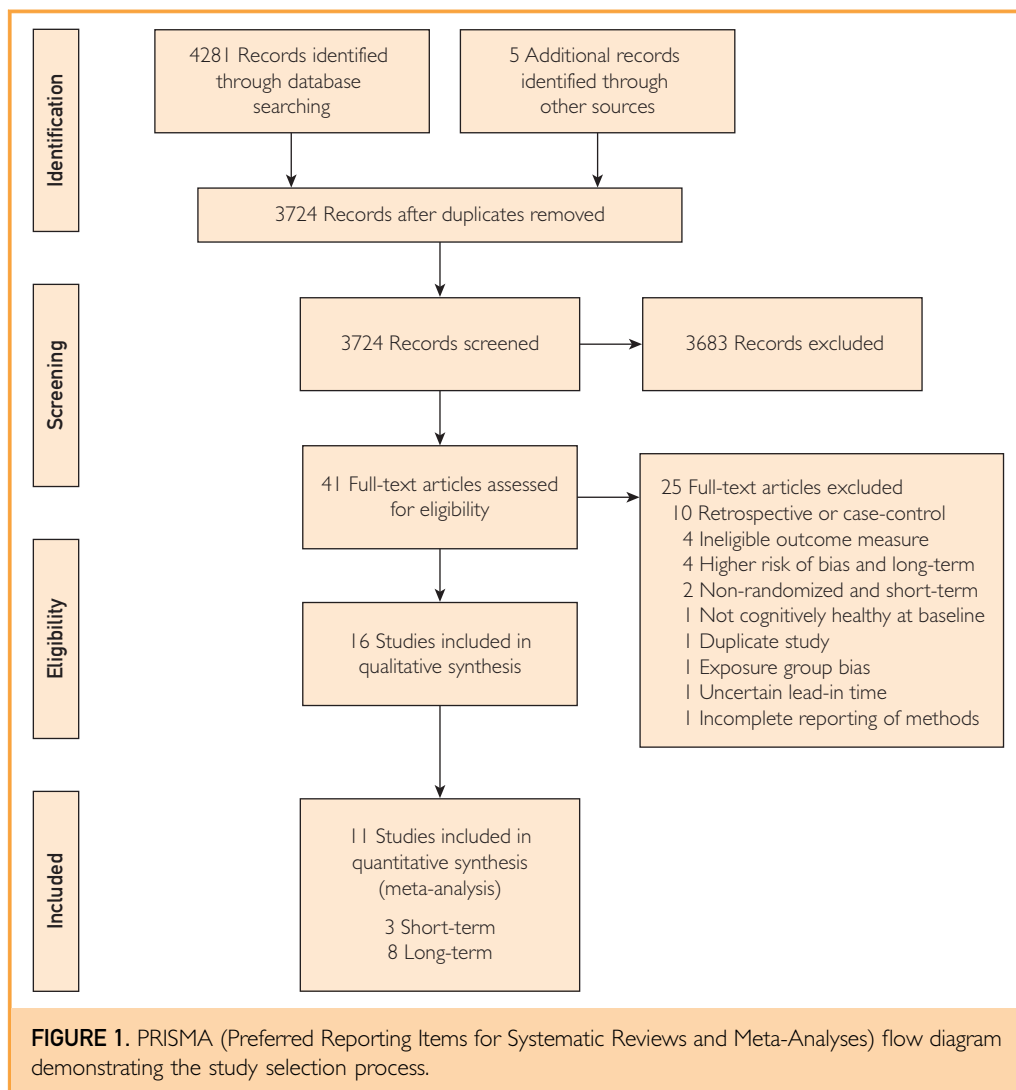 Identification
4281 Records identified
through database
searching
5 Additional records
identified through
other sources
3724 Records after duplicates removed
Screening
3724 Records screened
3683 Records excluded
Eligibility
41 Full-text articles assessed
for eligibility
25 Full-text articles excluded
10 Retrospective or case-control
4 Ineligible outcome measure
4 Higher risk of bias and long-term
2 Non-randomized and short-term
1 Not cognitively healthy at baseline
1 Duplicate study
1 Exposure group bias
1 Uncertain lead-in time
1 Incomplete reporting of methods
16 Studies included in
qualitative synthesis
Included
11 Studies included in
quantitative synthesis
(meta-analysis)
3 Short-term
8 Long-term
FIGURE 1. PRISMA (Preferred Reporting Items for Systematic Reviews and Meta-Analyses) flow diagram
demonstrating the study selection process.